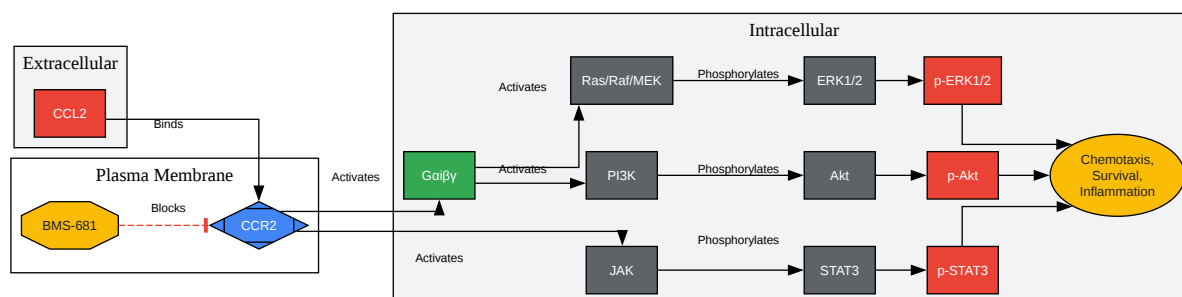 Intracellular
Extracellular
CCL2
Binds
Plasma Membrane
BMS-681
Blocks
CCR2
Activates
Activates
Gαiβγ
Activates
Activates
Ras/Raf/MEK
Phosphorylates
ERK1/2
p-ERK1/2
PI3K
Phosphorylates
Akt
p-Akt
JAK
Phosphorylates
STAT3
p-STAT3
Chemotaxis,
Survival,
Inflammation